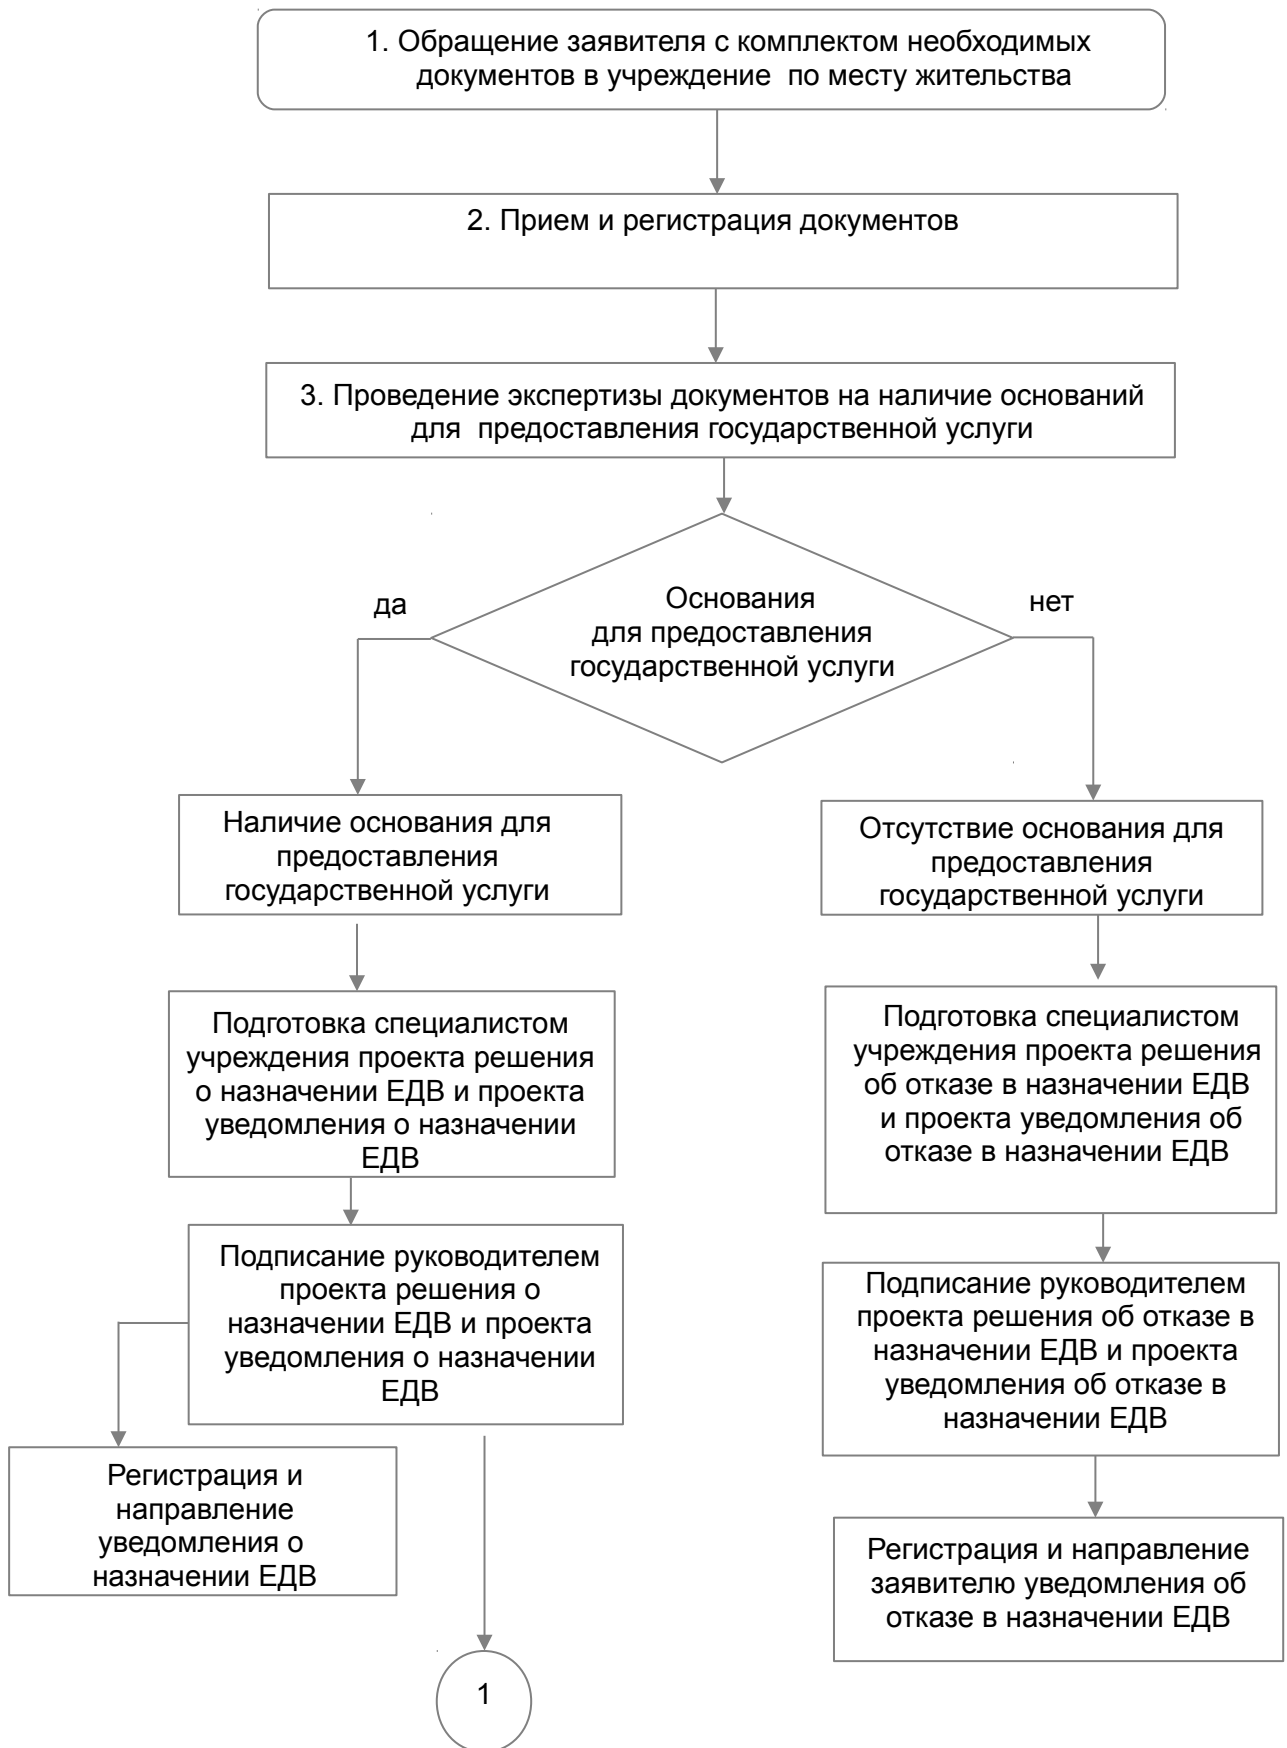 1. Обращение заявителя с комплектом необходимых
документов в учреждение  по месту жительства
2. Прием и регистрация документов
3. Проведение экспертизы документов на наличие оснований
для  предоставления государственной услуги
да
Основания
для предоставления
государственной услуги
нет
Наличие основания для
предоставления
государственной услуги
Отсутствие основания для
предоставления
государственной услуги
Подготовка специалистом
учреждения проекта решения
о назначении ЕДВ и проекта
уведомления о назначении
ЕДВ
Подготовка специалистом
учреждения проекта решения
об отказе в назначении ЕДВ
и проекта уведомления об
отказе в назначении ЕДВ
Подписание руководителем
проекта решения о
назначении ЕДВ и проекта
уведомления о назначении
ЕДВ
Подписание руководителем
проекта решения об отказе в
назначении ЕДВ и проекта
уведомления об отказе в
назначении ЕДВ
Регистрация и
направление
уведомления о
назначении ЕДВ
Регистрация и направление
заявителю уведомления об
отказе в назначении ЕДВ
1